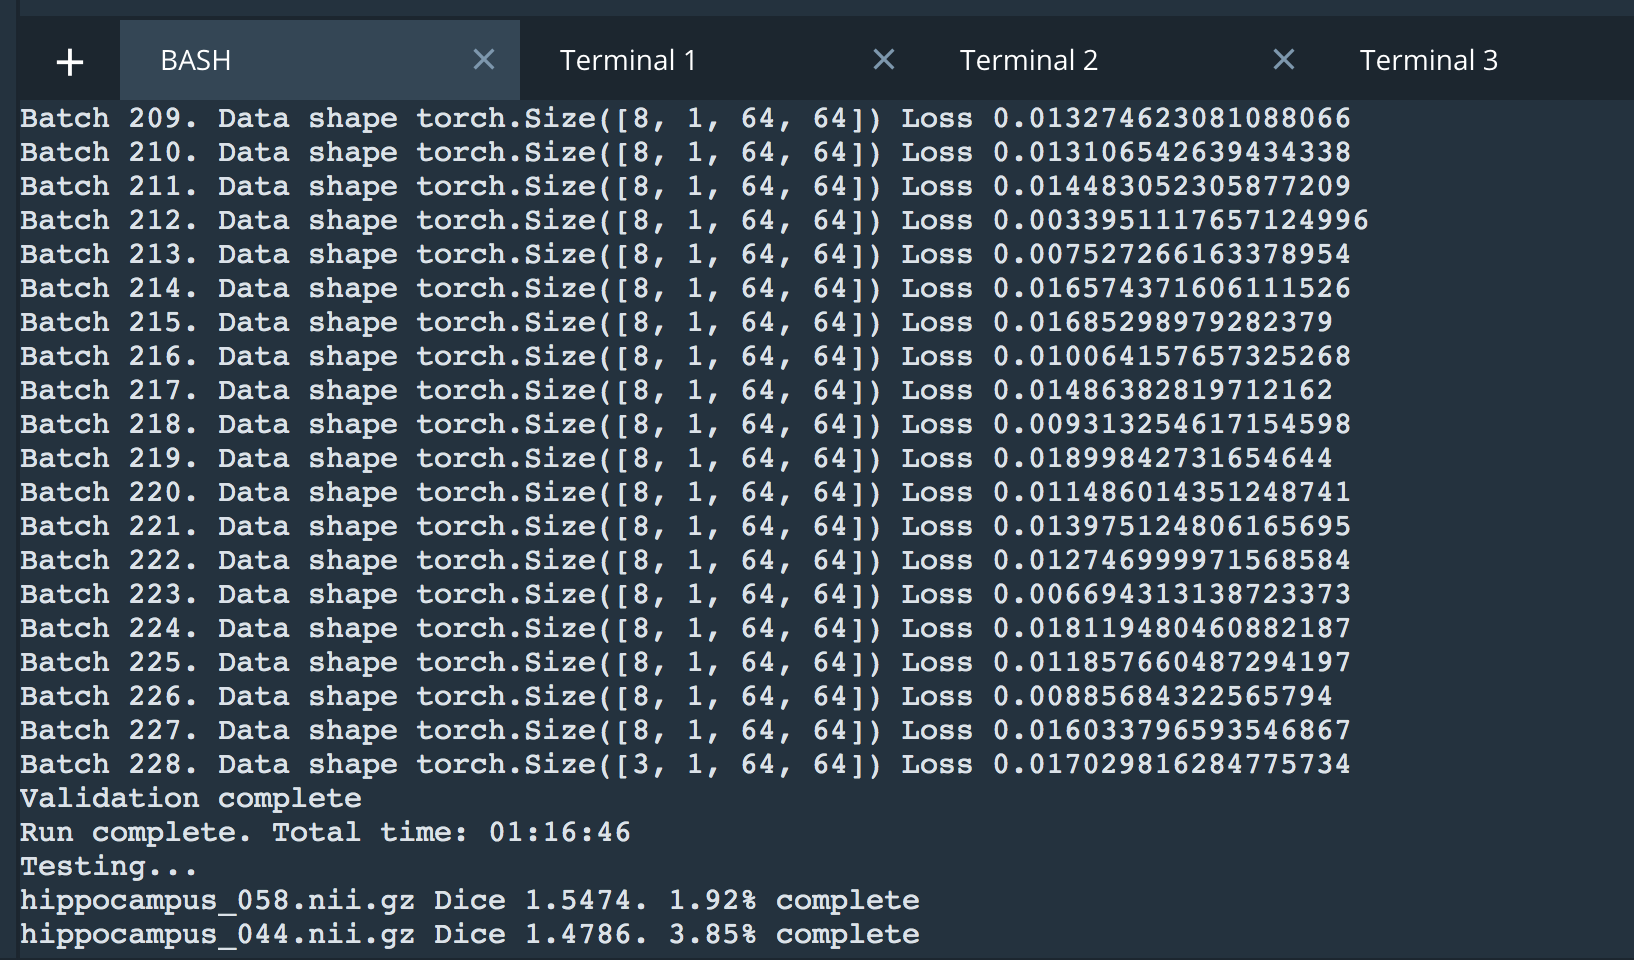 + BASH × Terminal 1 × Terminal 2 × Terminal 3
Batch 209. Data shape torch.Size([8, 1, 64, 64]) Loss 0.013274623081088066
Batch 210. Data shape torch.Size([8, 1, 64, 64]) Loss 0.013106542639434338
Batch 211. Data shape torch.Size([8, 1, 64, 64]) Loss 0.014483052305877209
Batch 212. Data shape torch.Size([8, 1, 64, 64]) Loss 0.0033951117657124996
Batch 213. Data shape torch.Size([8, 1, 64, 64]) Loss 0.007527266163378954
Batch 214. Data shape torch.Size([8, 1, 64, 64]) Loss 0.016574371606111526
Batch 215. Data shape torch.Size([8, 1, 64, 64]) Loss 0.01685298979282379
Batch 216. Data shape torch.Size([8, 1, 64, 64]) Loss 0.010064157657325268
Batch 217. Data shape torch.Size([8, 1, 64, 64]) Loss 0.01486382819712162
Batch 218. Data shape torch.Size([8, 1, 64, 64]) Loss 0.009313254617154598
Batch 219. Data shape torch.Size([8, 1, 64, 64]) Loss 0.01899842731654644
Batch 220. Data shape torch.Size([8, 1, 64, 64]) Loss 0.011486014351248741
Batch 221. Data shape torch.Size([8, 1, 64, 64]) Loss 0.013975124806165695
Batch 222. Data shape torch.Size([8, 1, 64, 64]) Loss 0.012746999971568584
Batch 223. Data shape torch.Size([8, 1, 64, 64]) Loss 0.006694313138723373
Batch 224. Data shape torch.Size([8, 1, 64, 64]) Loss 0.018119480460882187
Batch 225. Data shape torch.Size([8, 1, 64, 64]) Loss 0.011857660487294197
Batch 226. Data shape torch.Size([8, 1, 64, 64]) Loss 0.00885684322565794
Batch 227. Data shape torch.Size([8, 1, 64, 64]) Loss 0.016033796593546867
Batch 228. Data shape torch.Size([3, 1, 64, 64]) Loss 0.017029816284775734
Validation complete
Run complete. Total time: 01:16:46
Testing...
hippocampus_058.nii.gz Dice 1.5474. 1.92% complete
hippocampus_044.nii.gz Dice 1.4786. 3.85% complete